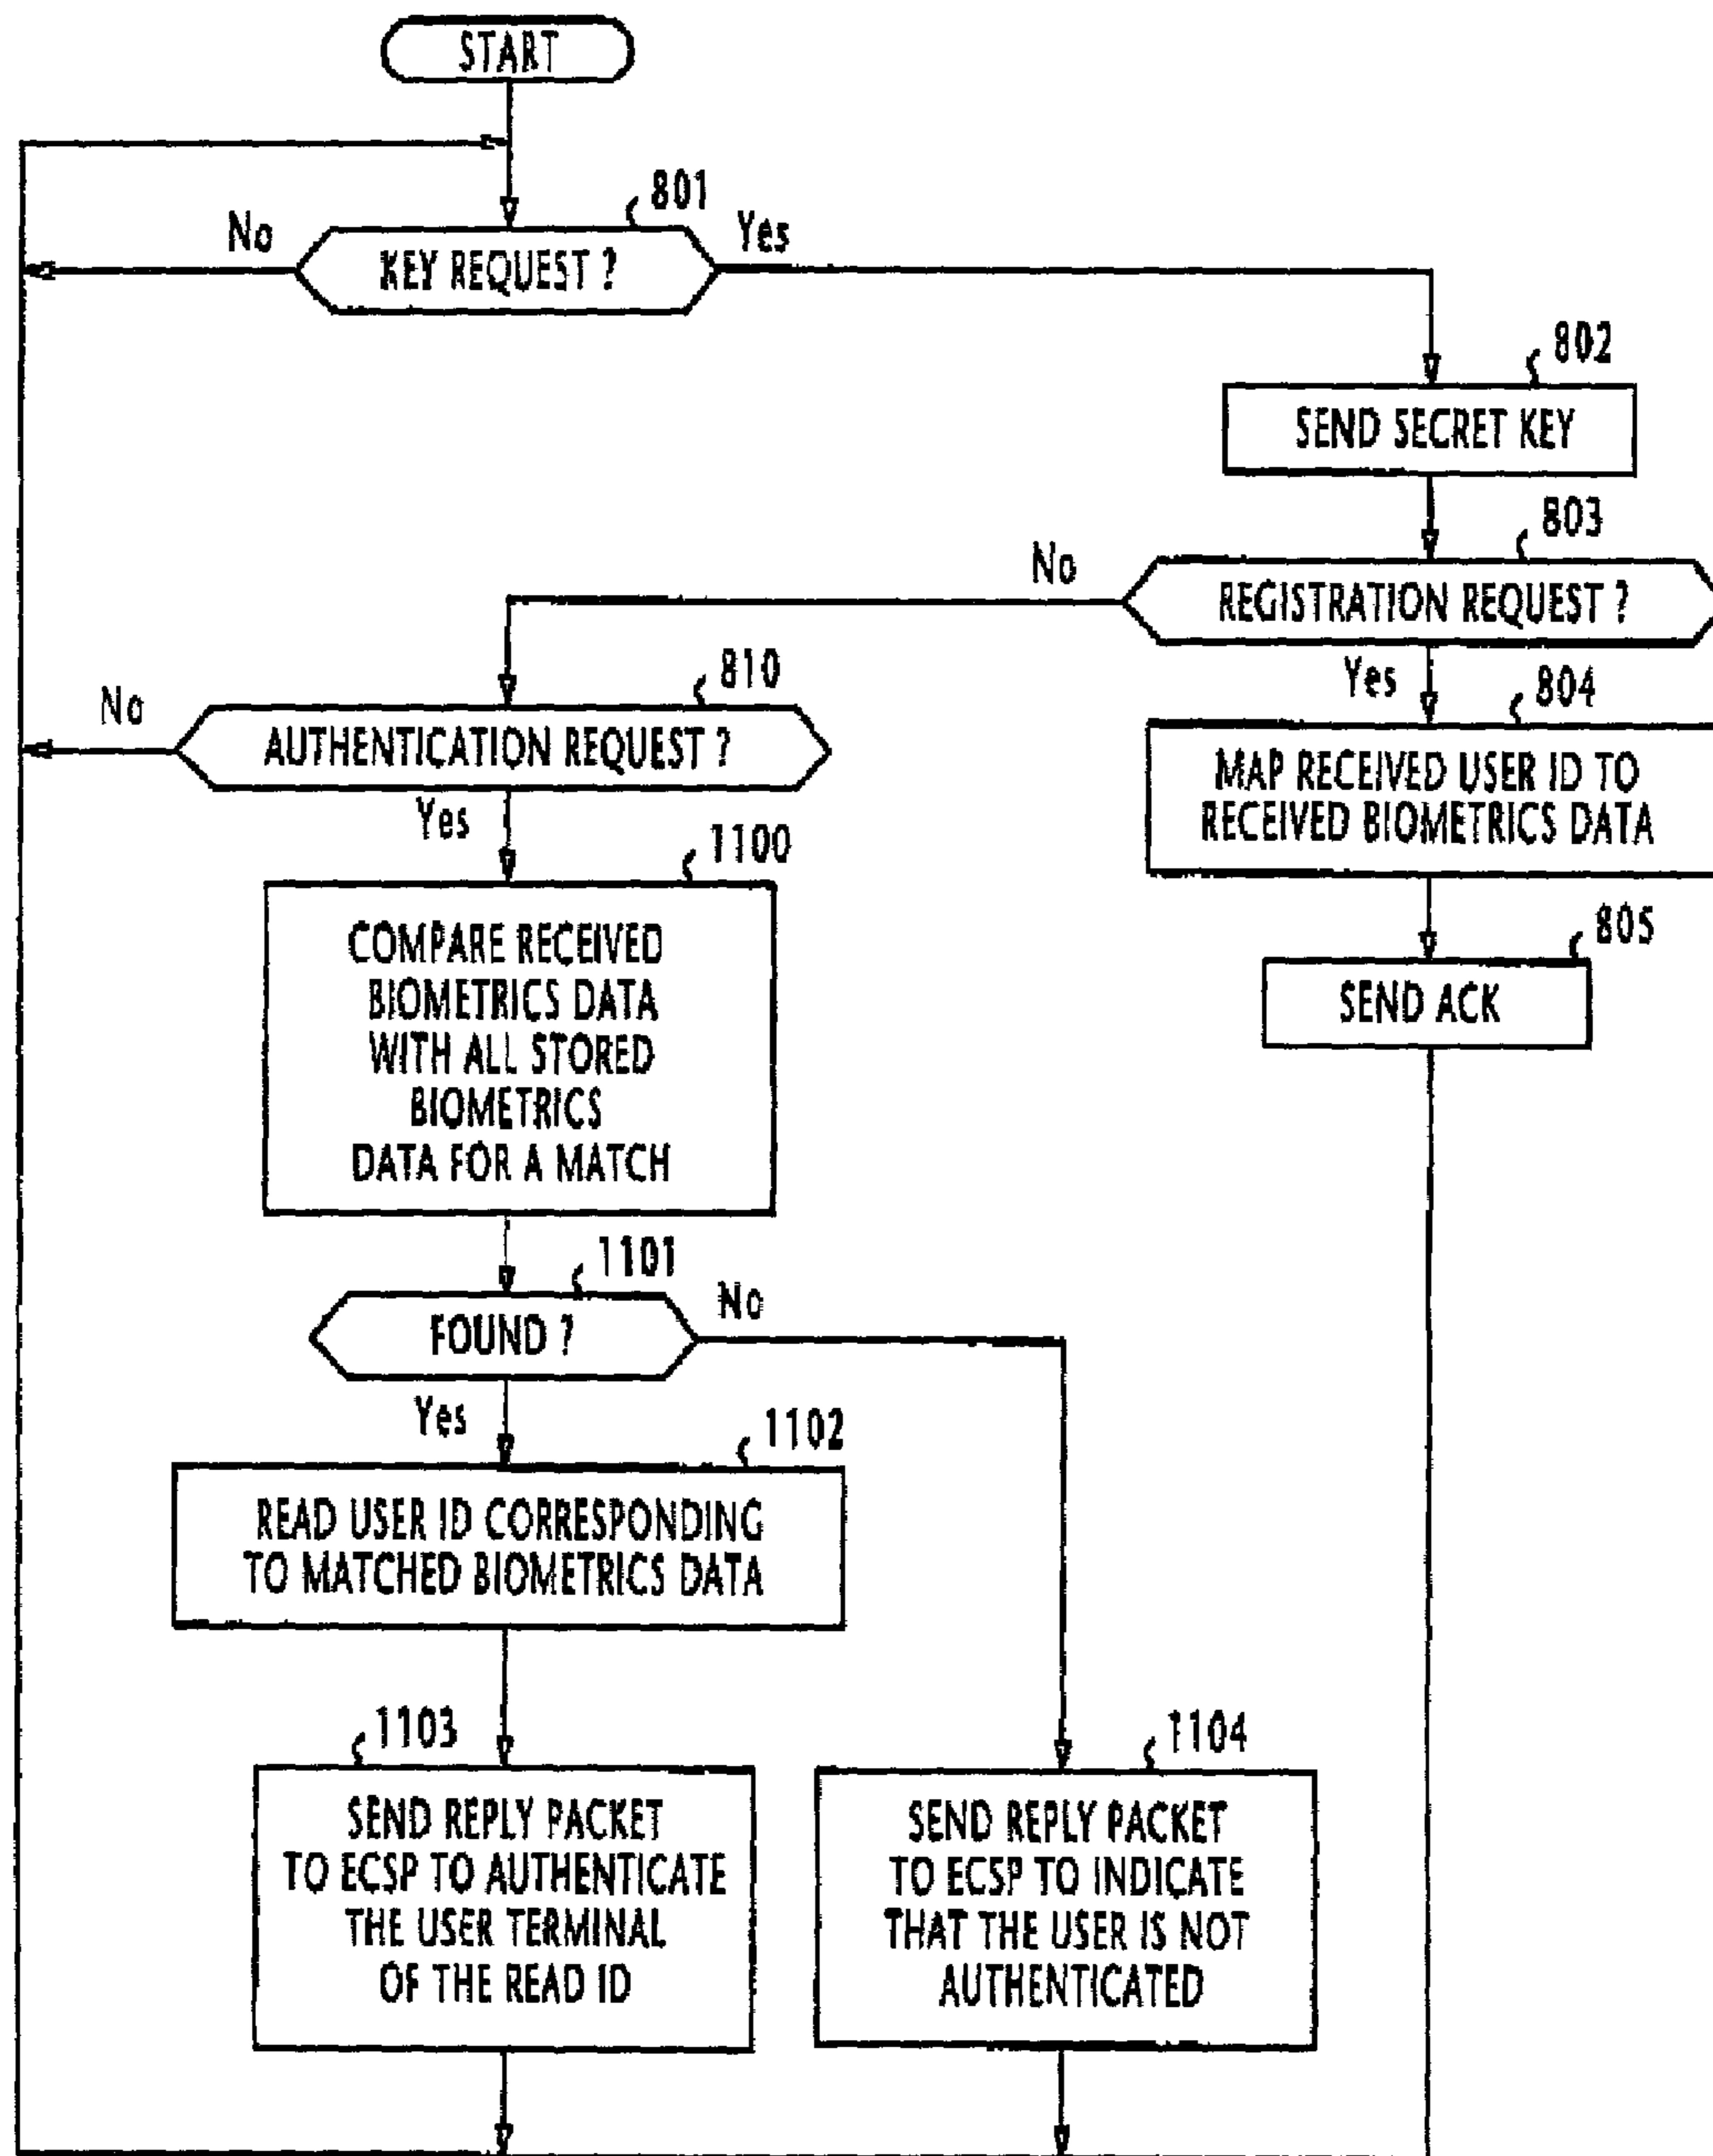 START
801
No
Yes
KEY REQUEST ?
802
SEND SECRET KEY
803
No
REGISTRATION REQUEST ?
Yes
810
804
No
AUTHENTICATION REQUEST ?
MAP RECEIVED USER ID TO
RECEIVED BIOMETRICS DATA
Yes
1100
805
COMPARE RECEIVED
BIOMETRICS DATA
WITH ALL STORED
BIOMETRICS
DATA FOR A MATCH
SEND ACK
1101
No
FOUND ?
Yes
1102
READ USER ID CORRESPONDING
TO MATCHED BIOMETRICS DATA
1103
SEND REPLY PACKET
TO ECSP TO AUTHENTICATE
THE USER TERMINAL
OF THE READ ID
1104
SEND REPLY PACKET
TO ECSP TO INDICATE
THAT THE USER IS NOT
AUTHENTICATED